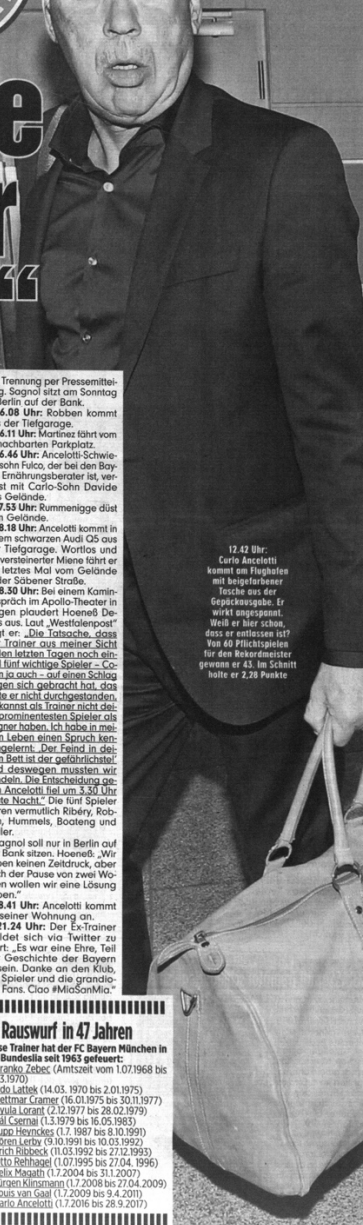 e
r
“
Trennung per Pressemittei-
g. Sagnol sitzt am Sonntag
erlin auf der Bank.
6.08 Uhr: Robben kommt
der Tiefgarage.
6.11 Uhr: Martinez fährt vom
nachbarten Parkplatz.
6.46 Uhr: Ancelotti-Schwie-
sohn Fulco, der bei den Bay-
Ernährungsberater ist, ver-
st mit Carlo-Sohn Davide
s Gelände.
7.53 Uhr: Rummenigge düst
n Gelände.
8.18 Uhr: Ancelotti kommt in
em schwarzen Audi Q5 aus
r Tiefgarage. Wortlos und
versteinerter Miene fährt er
letztes Mal vom Gelände
der Säbener Straße.
8.30 Uhr: Bei einem Kamin-
spräch im Apollo-Theater in
gen plaudert Hoeneß De-
s aus. Laut „Westfalenpost“
gt er: „Die Tatsache, dass
r Trainer aus meiner Sicht
den letzten Tagen noch ein-
l fünf wichtige Spieler – Co-
n ja auch – auf einen Schlag
gen sich gebracht hat, das
te er nicht durchgestanden.
kannst als Trainer nicht dei-
prominentesten Spieler als
gner haben. Ich habe in mei-
n Leben einen Spruch ken-
ngelernt: ‚Der Feind in dei-
n Bett ist der gefährlichste!‘
d deswegen mussten wir
ndeln. Die Entscheidung ge-
n Ancelotti fiel um 3.30 Uhr
te Nacht.“ Die fünf Spieler
ren vermutlich Ribéry, Rob-
n, Hummels, Boateng und
ller.
agnol soll nur in Berlin auf
Bank sitzen. Hoeneß: „Wir
ben keinen Zeitdruck, aber
ch der Pause von zwei Wo-
en wollen wir eine Lösung
ben.“
8.41 Uhr: Ancelotti kommt
seiner Wohnung an.
21.24 Uhr: Der Ex-Trainer
ldet sich via Twitter zu
rt: „Es war eine Ehre, Teil
Geschichte der Bayern
sein. Danke an den Klub,
Spieler und die grandio-
Fans. Ciao #MiaSanMia.“
12.42 Uhr:
Carlo Ancelotti
kommt am Flughafen
mit beigefarbener
Tasche aus der
Gepäckausgabe. Er
wirkt angespannt.
Weiß er hier schon,
dass er entlassen ist?
Von 60 Pflichtspielen
für den Rekordmeister
gewann er 43. Im Schnitt
holte er 2,28 Punkte
Rauswurf in 47 Jahren
se Trainer hat der FC Bayern München in
Bundeslia seit 1963 gefeuert:
ranko Zebec (Amtszeit vom 1.07.1968 bis
3.1970)
do Lattek (14.03. 1970 bis 2.01.1975)
ettmar Cramer (16.01.1975 bis 30.11.1977)
yula Lorant (2.12.1977 bis 28.02.1979)
ál Csernai (1.3.1979 bis 16.05.1983)
upp Heynckes (1.7. 1987 bis 8.10.1991)
ören Lerby (9.10.1991 bis 10.03.1992)
rich Ribbeck (11.03.1992 bis 27.12.1993)
tto Rehhagel (1.07.1995 bis 27.04. 1996)
elix Magath (1.7.2004 bis 31.1.2007)
ürgen Klinsmann (1.7.2008 bis 27.04.2009)
ouis van Gaal (1.7.2009 bis 9.4.2011)
arlo Ancelotti (1.7.2016 bis 28.9.2017)